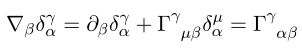 ∇_β δ^γ_α = ∂_β δ^γ_α + Γ^γ_{μβ} δ^μ_α = Γ^γ_{αβ}